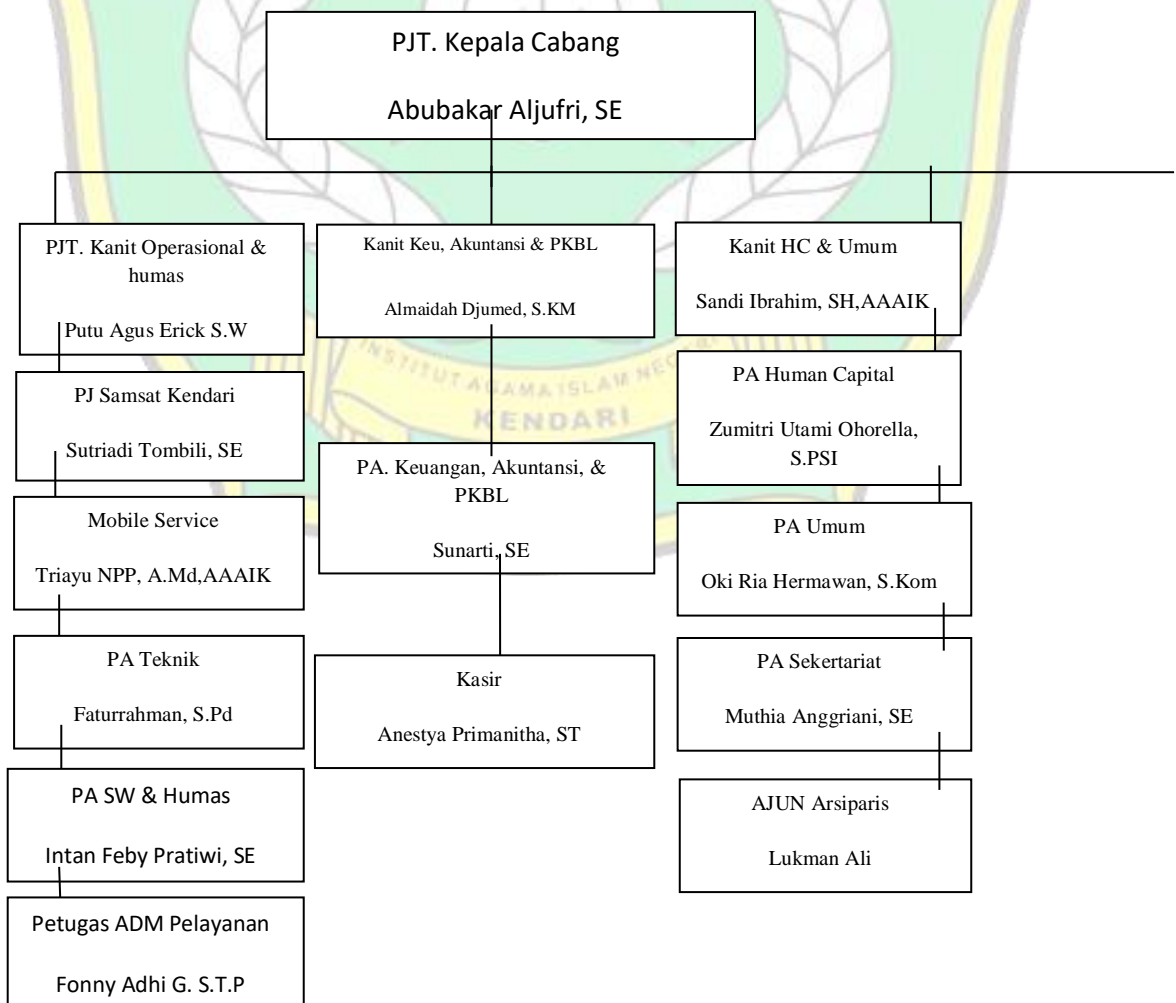 PJT. Kepala Cabang
Abubakar Aljufri, SE
PJT. Kanit Operasional &
humas
Putu Agus Erick S.W
PJ Samsat Kendari
Sutriadi Tombili, SE
Mobile Service
Triayu NPP, A.Md,AAAIK
PA Teknik
Faturrahman, S.Pd
PA SW & Humas
Intan Feby Pratiwi, SE
Petugas ADM Pelayanan
Fonny Adhi G. S.T.P
Kanit Keu, Akuntansi & PKBL
Almaidah Djumed, S.KM
PA. Keuangan, Akuntansi, &
PKBL
Sunarti, SE
Kasir
Anestya Primanitha, ST
Kanit HC & Umum
Sandi Ibrahim, SH,AAAIK
PA Human Capital
Zumitri Utami Ohorella,
S.PSI
PA Umum
Oki Ria Hermawan, S.Kom
PA Sekertariat
Muthia Anggriani, SE
AJUN Arsiparis
Lukman Ali
INSTITUT AGAMA ISLAM
KENDARI